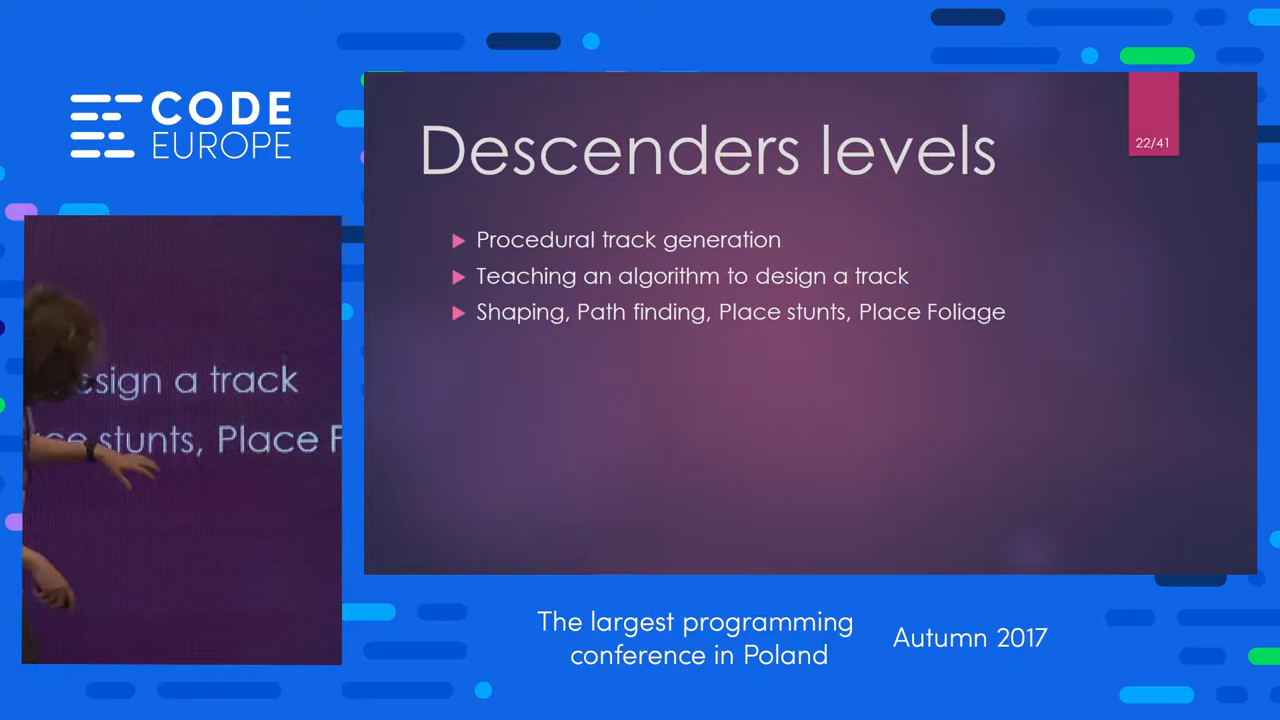 CODE
EUROPE
Descenders levels
22/41
Procedural track generation
Teaching an algorithm to design a track
Shaping, Path finding, Place stunts, Place Foliage
design a track
stunts, Place
The largest programming
conference in Poland
Autumn 2017